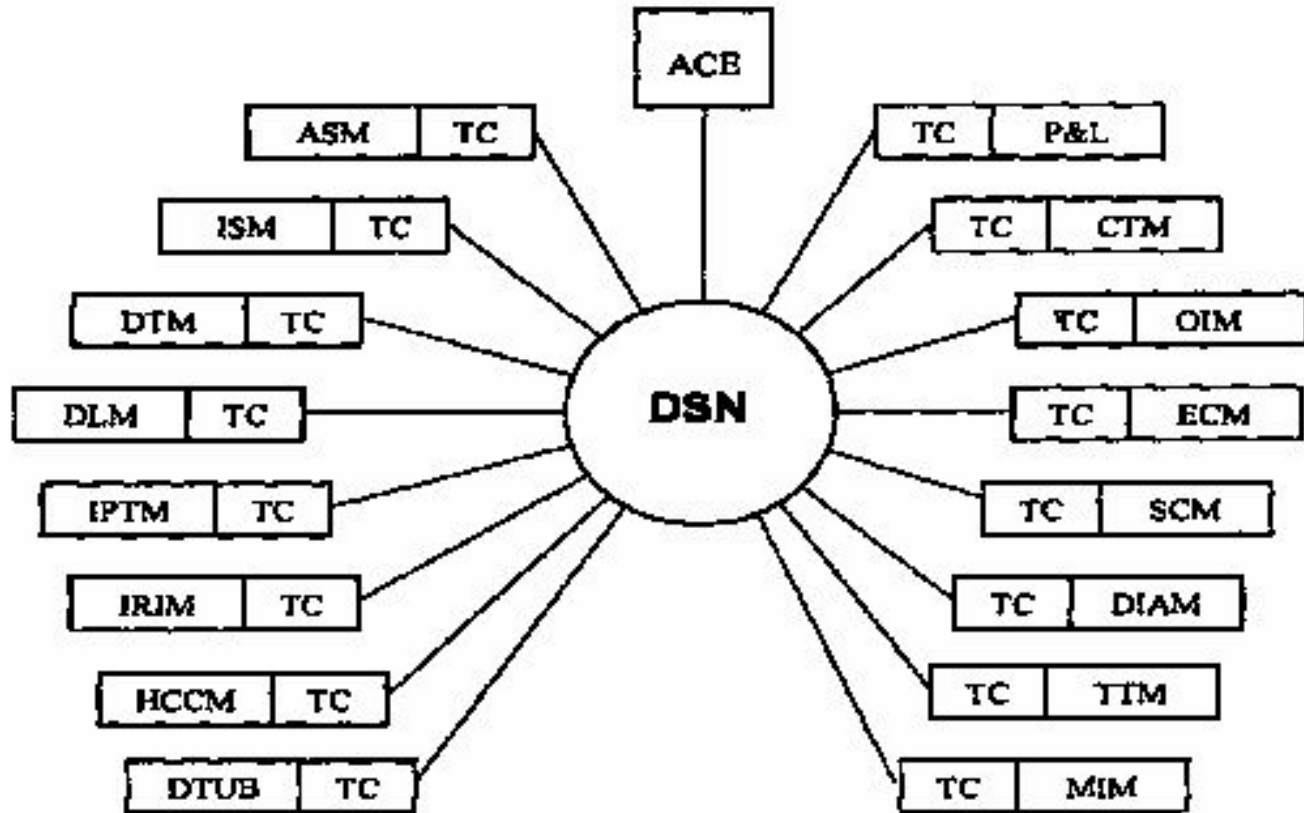 ACE
ASM TC
TC P&L
ISM TC
TC CTM
DTM TC
TC OIM
DLM TC
DSN
TC ECM
IPTM TC
TC SCM
IRIM TC
TC DIAM
HCCM TC
TC TTM
DTUB TC
TC MIM